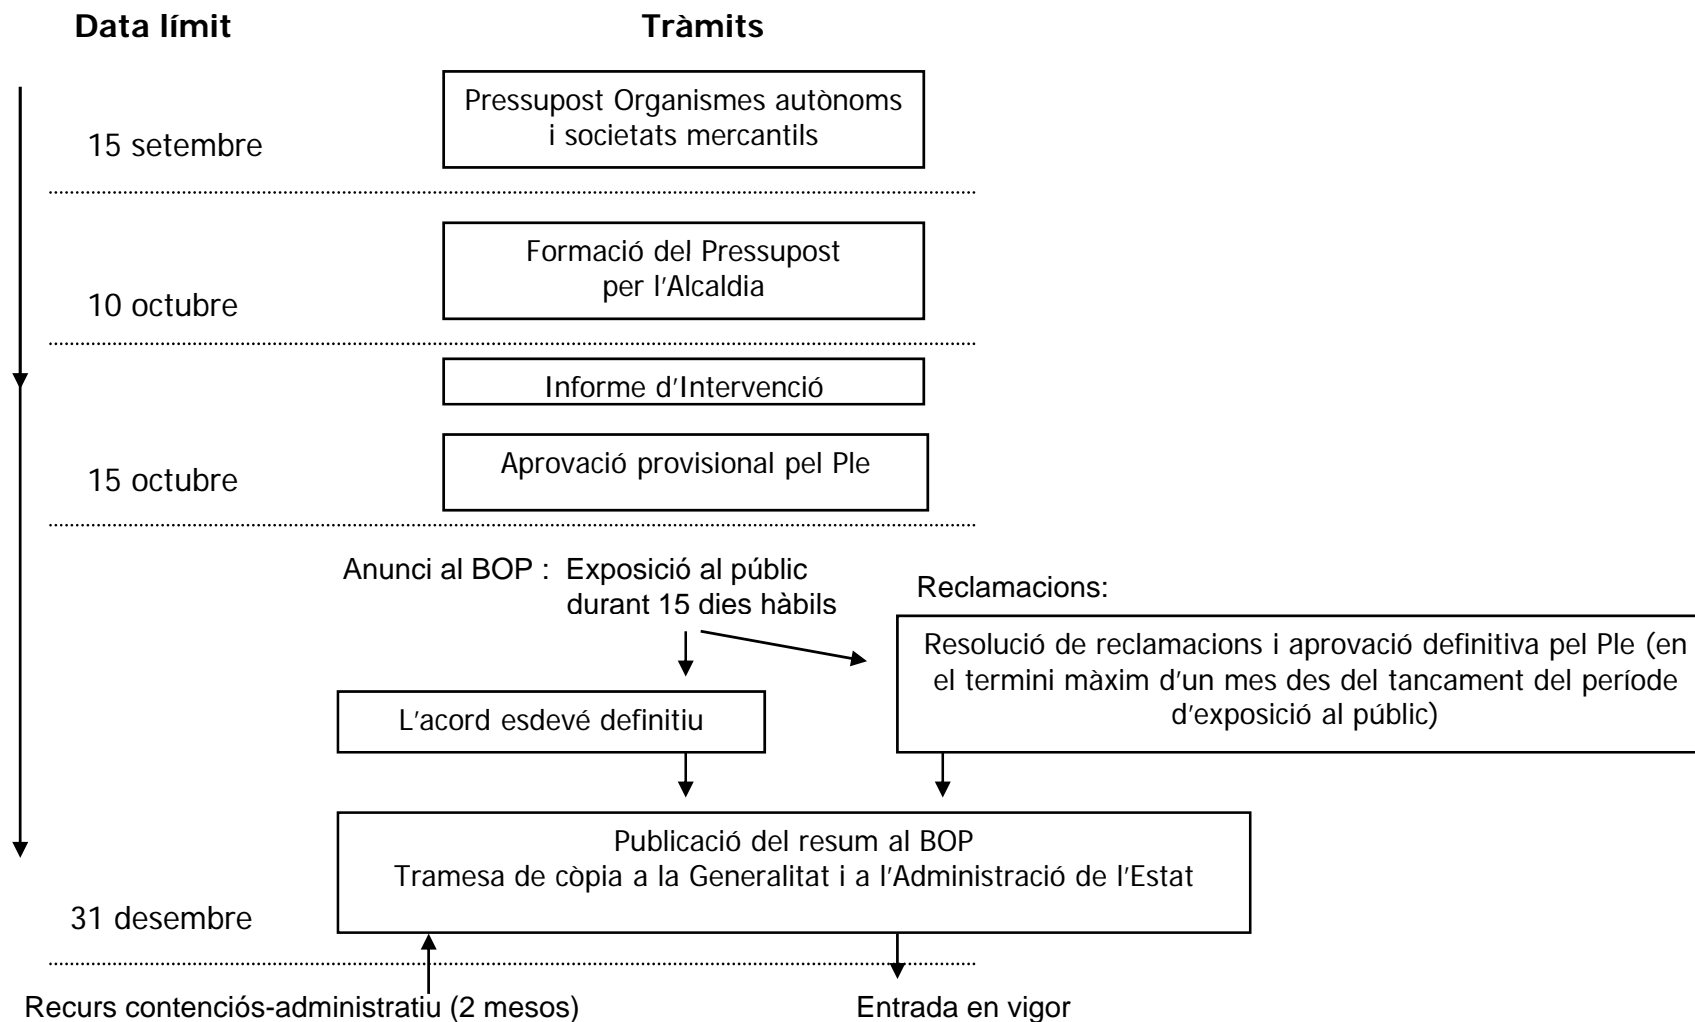 Data límit
Tràmits
Pressupost Organismes autònoms
i societats mercantils
15 setembre
Formació del Pressupost
per l'Alcaldia
10 octubre
Informe d'Intervenció
Aprovació provisional pel Ple
15 octubre
Anunci al BOP : Exposició al públic
durant 15 dies hàbils
Reclamacions:
Resolució de reclamacions i aprovació definitiva pel Ple (en
el termini màxim d'un mes des del tancament del període
d'exposició al públic)
L'acord esdevé definitiu
Publicació del resum al BOP
Tramesa de còpia a la Generalitat i a l'Administració de l'Estat
31 desembre
Recurs contenciós-administratiu (2 mesos)
Entrada en vigor